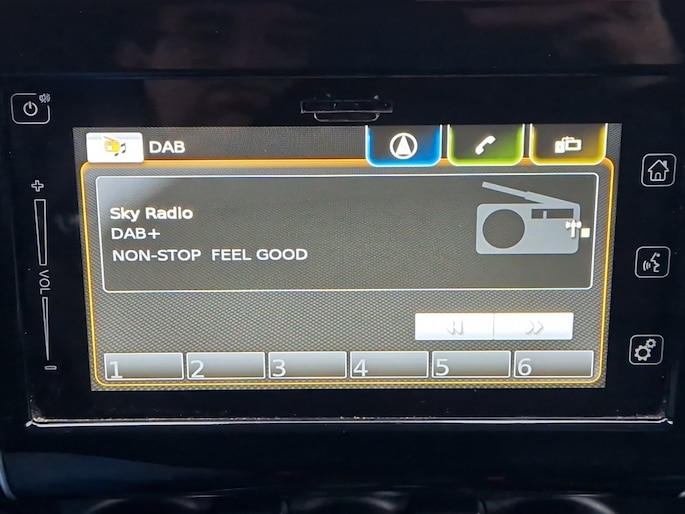 DAB
Sky Radio
DAB+
NON-STOP FEEL GOOD
VOL
1 2 3 4 5 6